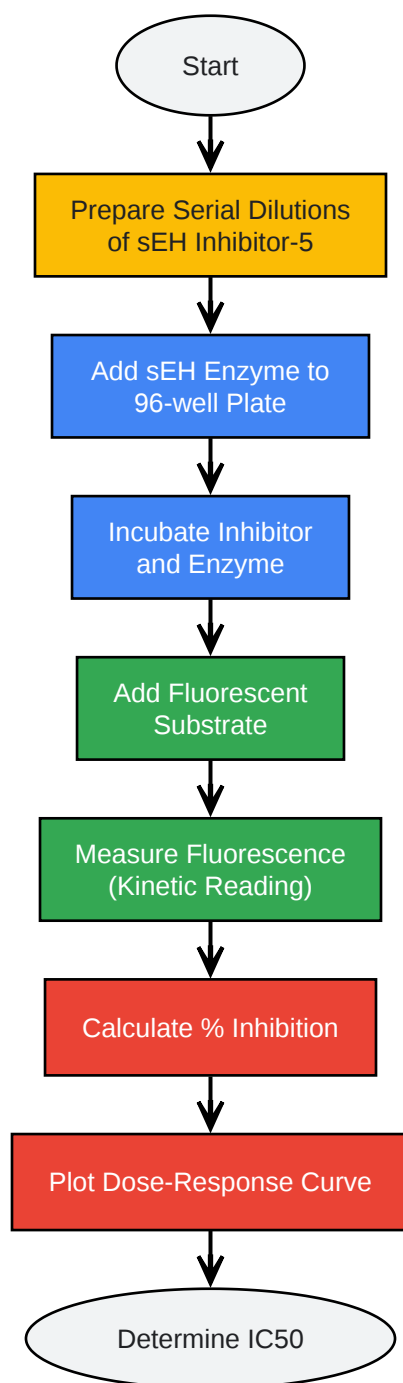 Start
Prepare Serial Dilutions
of sEH Inhibitor-5
Add sEH Enzyme to
96-well Plate
Incubate Inhibitor
and Enzyme
Add Fluorescent
Substrate
Measure Fluorescence
(Kinetic Reading)
Calculate % Inhibition
Plot Dose-Response Curve
Determine IC50